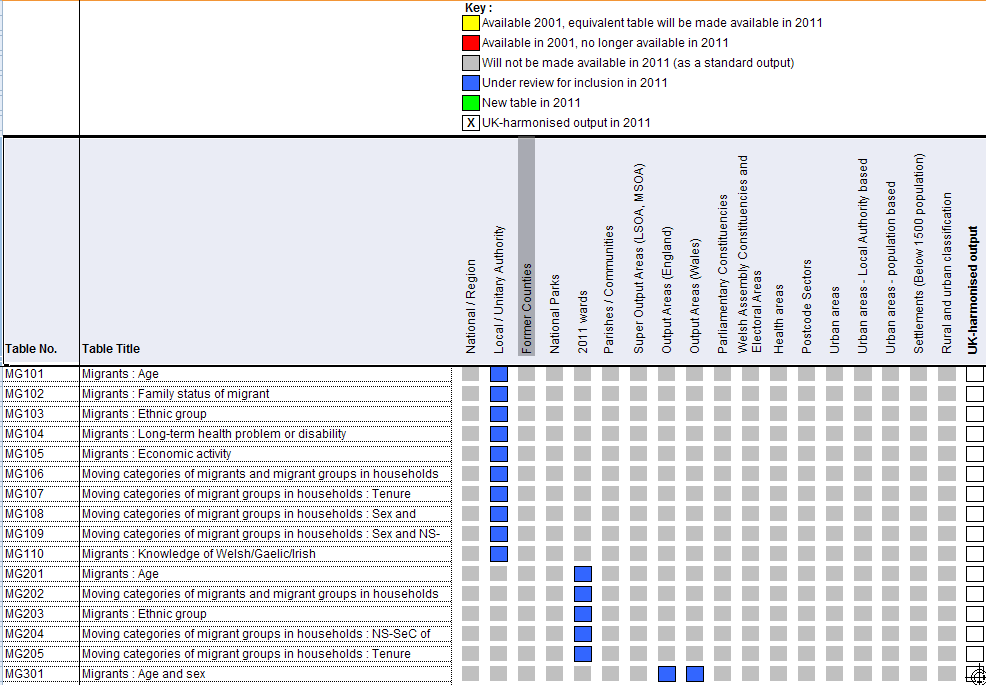 Key :
Available 2001, equivalent table will be made available in 2011
Available in 2001, no longer available in 2011
Will not be made available in 2011 (as a standard output)
Under review for inclusion in 2011
New table in 2011
X UK-harmonised output in 2011
Table No.
Table Title
National / Region
Local / Unitary Authority
Former Counties
National Parks
2011 wards
Parishes / Communities
Super Output Areas (LSOA, MSOA)
Output Areas (England)
Output Areas (Wales)
Parliamentary Constituencies
Welsh Assembly Constituencies and
Electoral Areas
Health areas
Postcode Sectors
Urban areas
Urban areas - Local Authority based
Urban areas - population based
Settlements (Below 1500 population)
Rural and urban classification
UK-harmonised output
MG101 Migrants : Age
MG102 Migrants : Family status of migrant
MG103 Migrants : Ethnic group
MG104 Migrants : Long-term health problem or disability
MG105 Migrants : Economic activity
MG106 Moving categories of migrants and migrant groups in households
MG107 Moving categories of migrant groups in households : Tenure
MG108 Moving categories of migrant groups in households : Sex and
MG109 Moving categories of migrant groups in households : Sex and NS-
MG110 Migrants : Knowledge of Welsh/Gaelic/Irish
MG201 Migrants : Age
MG202 Moving categories of migrants and migrant groups in households
MG203 Migrants : Ethnic group
MG204 Moving categories of migrant groups in households : NS-SeC of
MG205 Moving categories of migrant groups in households : Tenure
MG301 Migrants : Age and sex